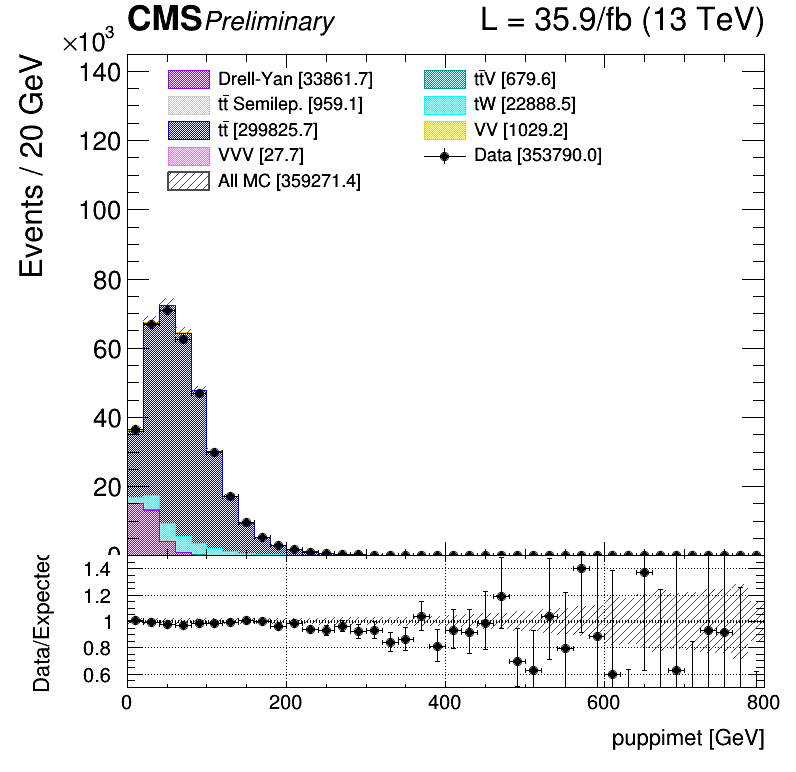 CMS Preliminary L = 35.9/fb (13 TeV)
×10³
Events / 20 GeV
140
120
100
80
60
40
20
0
Drell-Yan [33861.7]
tt̄ Semilep. [959.1]
tt̄ [299825.7]
VVV [27.7]
All MC [359271.4]
tt̄V [679.6]
tW [22888.5]
VV [1029.2]
Data [353790.0]
Data/Expected
1.4
1.2
1
0.8
0.6
0 200 400 600 800
puppimet [GeV]